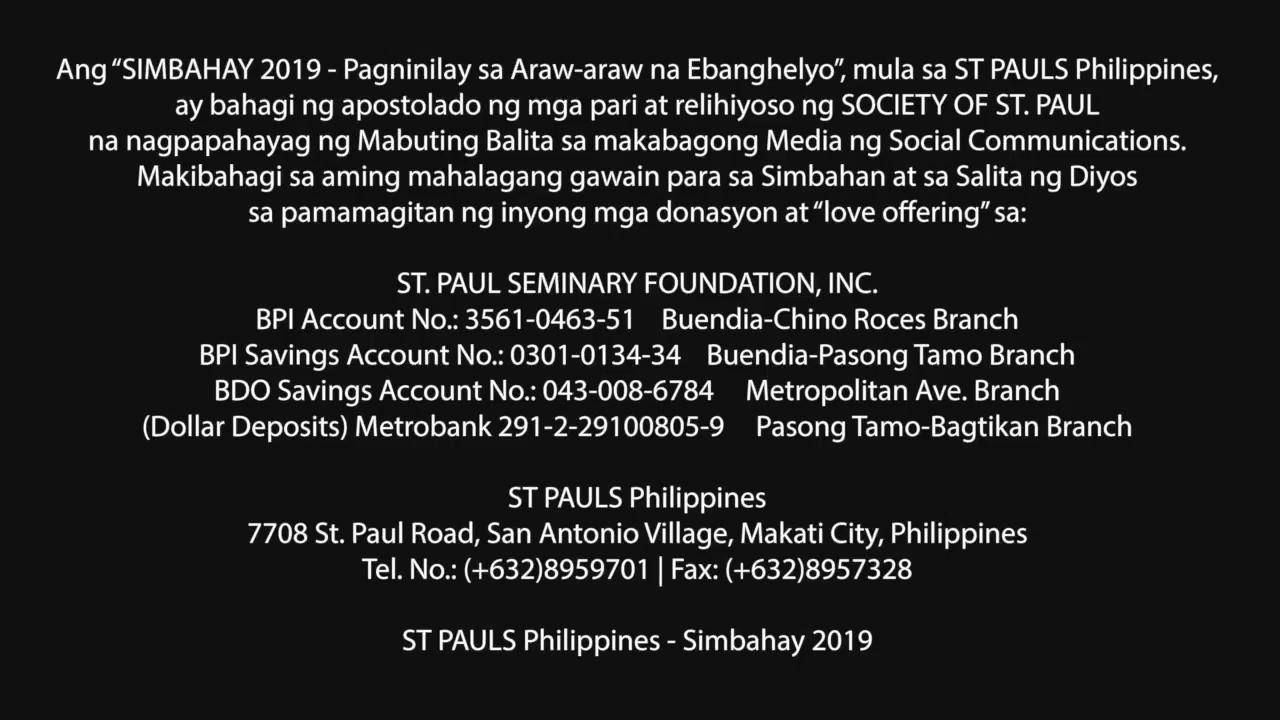 Ang “SIMBAHAY 2019 - Pagninilay sa Araw-araw na Ebanghelyo”, mula sa ST PAULS Philippines,
ay bahagi ng apostolado ng mga pari at relihiyoso ng SOCIETY OF ST. PAUL
na nagpapahayag ng Mabuting Balita sa makabagong Media ng Social Communications.
Makibahagi sa aming mahalagang gawain para sa Simbahan at sa Salita ng Diyos
sa pamamagitan ng inyong mga donasyon at “love offering” sa:
ST. PAUL SEMINARY FOUNDATION, INC.
BPI Account No.: 3561-0463-51 Buendia-Chino Roces Branch
BPI Savings Account No.: 0301-0134-34 Buendia-Pasong Tamo Branch
BDO Savings Account No.: 043-008-6784 Metropolitan Ave. Branch
(Dollar Deposits) Metrobank 291-2-29100805-9 Pasong Tamo-Bagtikan Branch
ST PAULS Philippines
7708 St. Paul Road, San Antonio Village, Makati City, Philippines
Tel. No.: (+632)8959701 | Fax: (+632)8957328
ST PAULS Philippines - Simbahay 2019